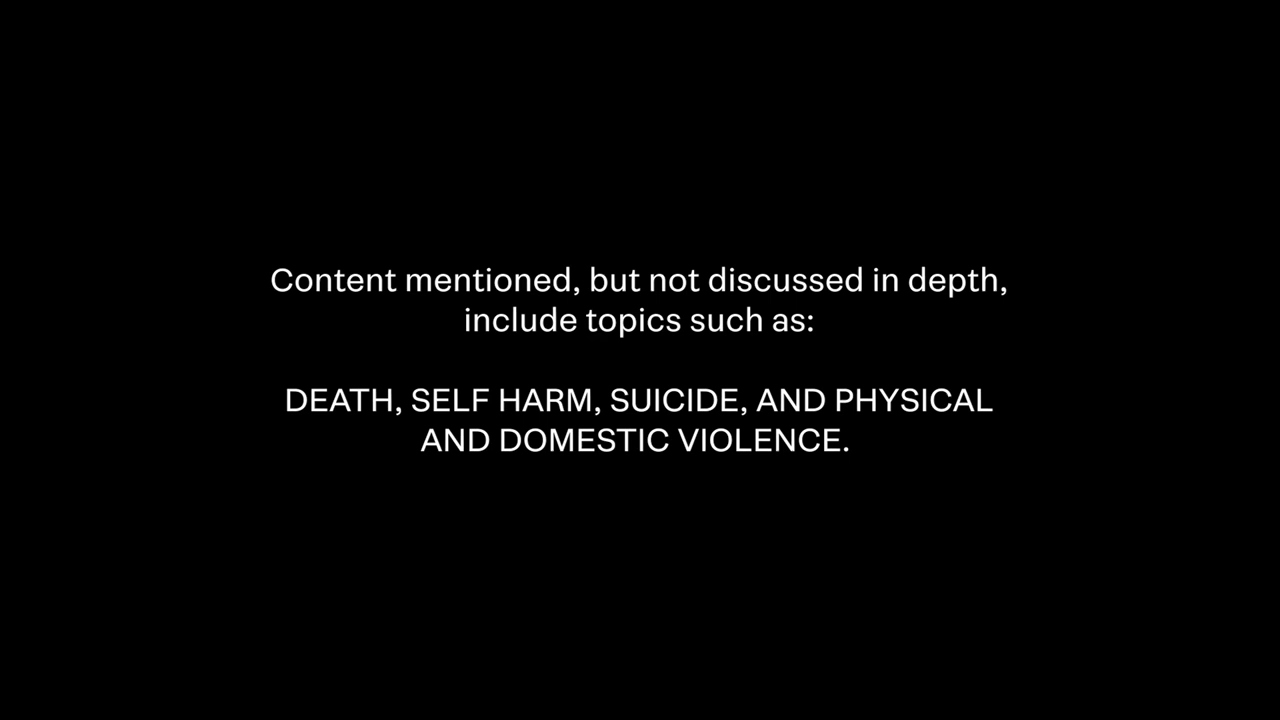 Content mentioned, but not discussed in depth,
include topics such as:
DEATH, SELF HARM, SUICIDE, AND PHYSICAL
AND DOMESTIC VIOLENCE.